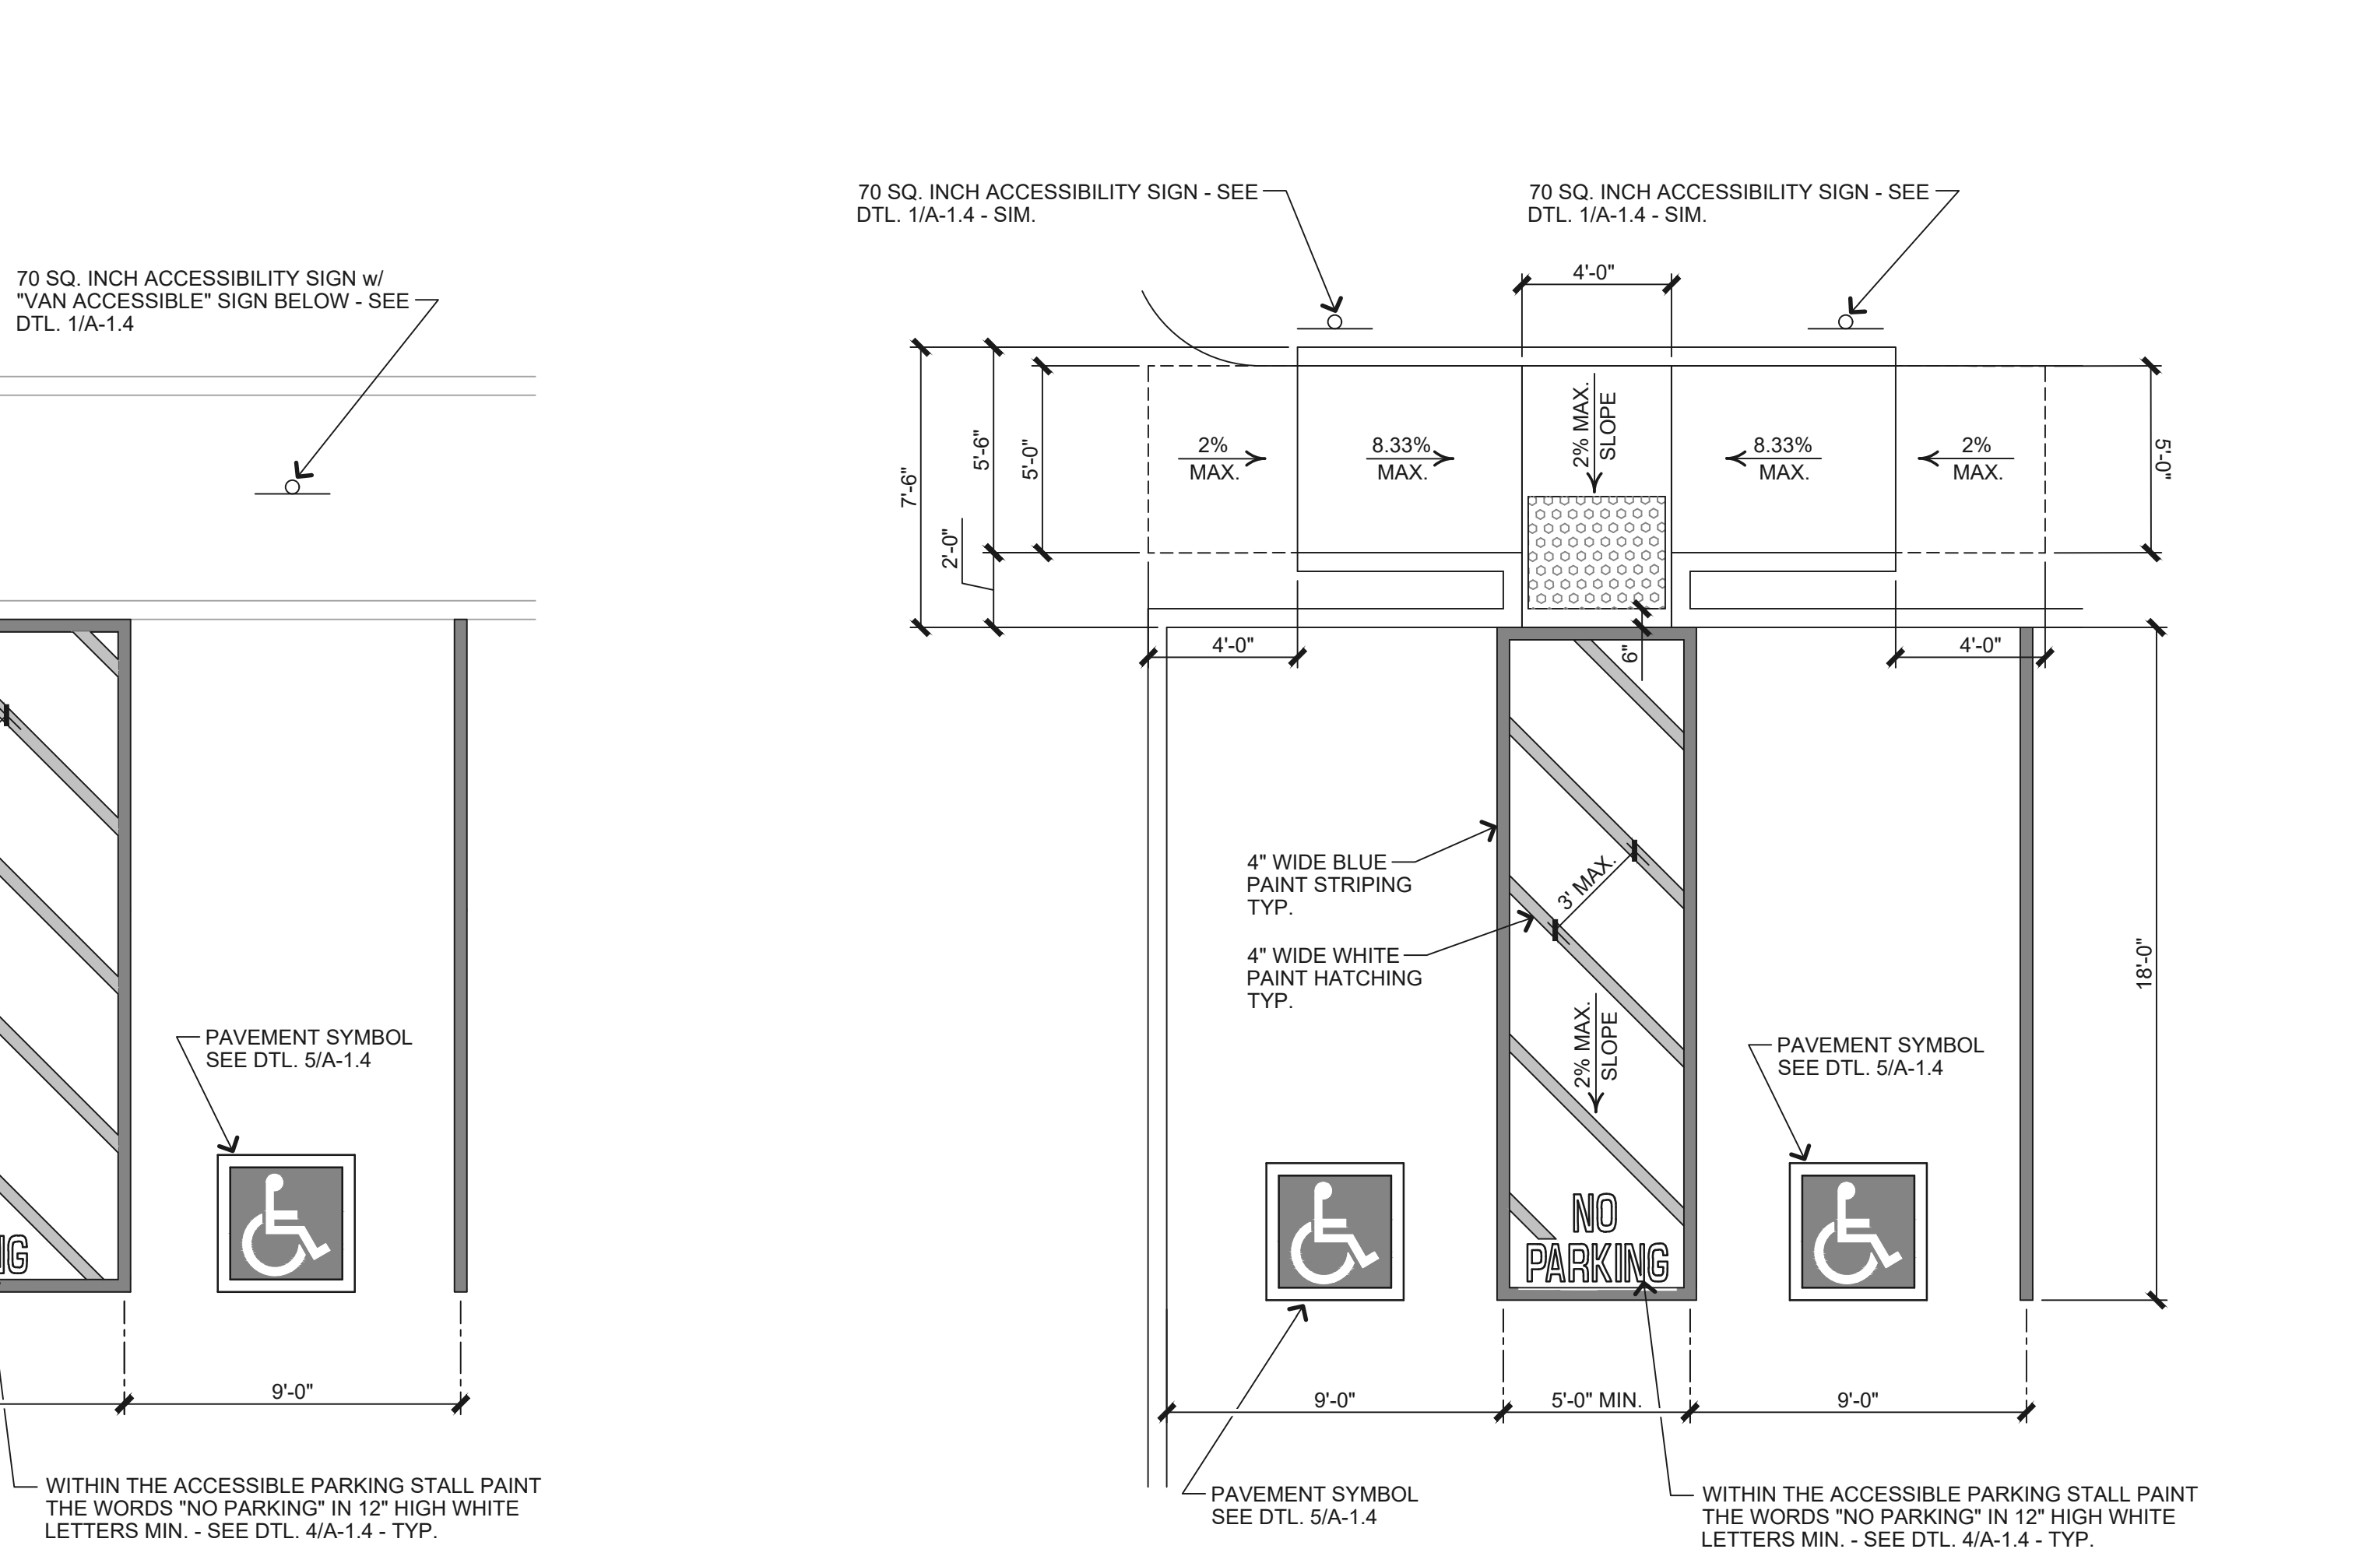 70 SQ. INCH ACCESSIBILITY SIGN - SEE
DTL. 1/A-1.4 - SIM.
70 SQ. INCH ACCESSIBILITY SIGN - SEE
DTL. 1/A-1.4 - SIM.
70 SQ. INCH ACCESSIBILITY SIGN w/
"VAN ACCESSIBLE" SIGN BELOW - SEE
DTL. 1/A-1.4
4'-0"
7'-6"
5'-6"
5'-0"
2'-0"
2%
MAX.
8.33%
MAX.
2% MAX.
SLOPE
8.33%
MAX.
2%
MAX.
5'-0"
4'-0"
6"
4'-0"
4" WIDE BLUE
PAINT STRIPING
TYP.
3' MAX.
4" WIDE WHITE
PAINT HATCHING
TYP.
18'-0"
2% MAX.
SLOPE
PAVEMENT SYMBOL
SEE DTL. 5/A-1.4
PAVEMENT SYMBOL
SEE DTL. 5/A-1.4
NO
PARKING
NG
9'-0"
9'-0"
5'-0" MIN.
9'-0"
WITHIN THE ACCESSIBLE PARKING STALL PAINT
THE WORDS "NO PARKING" IN 12" HIGH WHITE
LETTERS MIN. - SEE DTL. 4/A-1.4 - TYP.
PAVEMENT SYMBOL
SEE DTL. 5/A-1.4
WITHIN THE ACCESSIBLE PARKING STALL PAINT
THE WORDS "NO PARKING" IN 12" HIGH WHITE
LETTERS MIN. - SEE DTL. 4/A-1.4 - TYP.